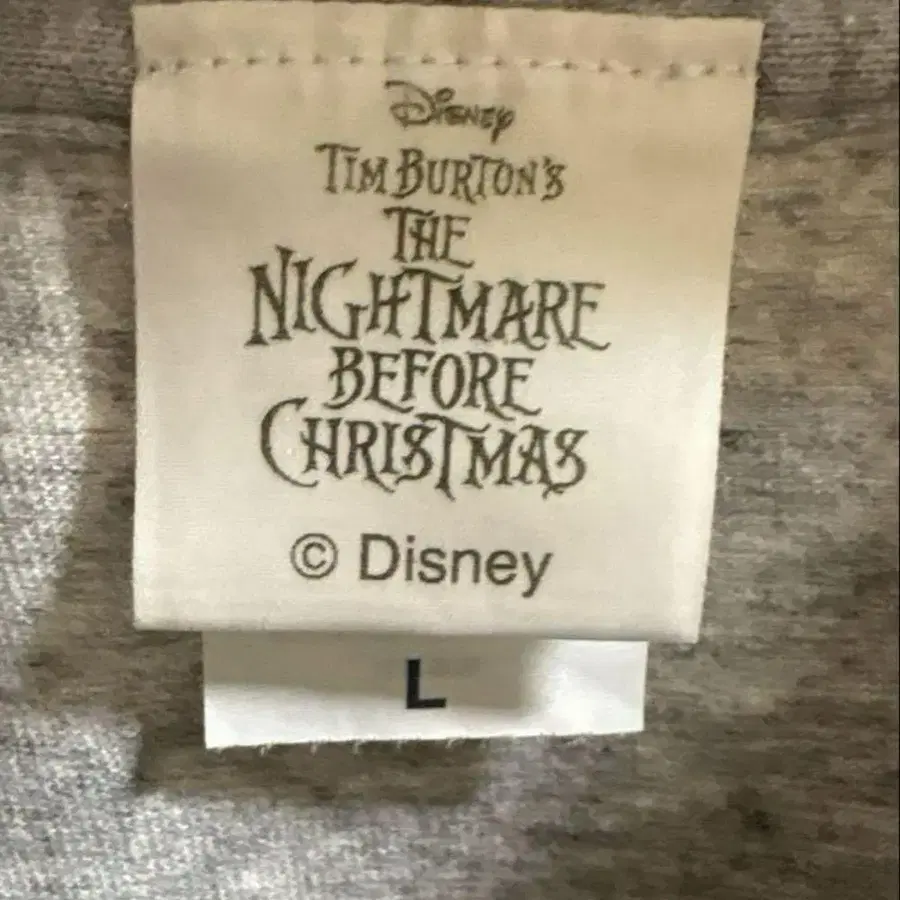 Disney
TIM BURTON'S
THE
NIGHTMARE
BEFORE
CHRISTMAS
© Disney
L